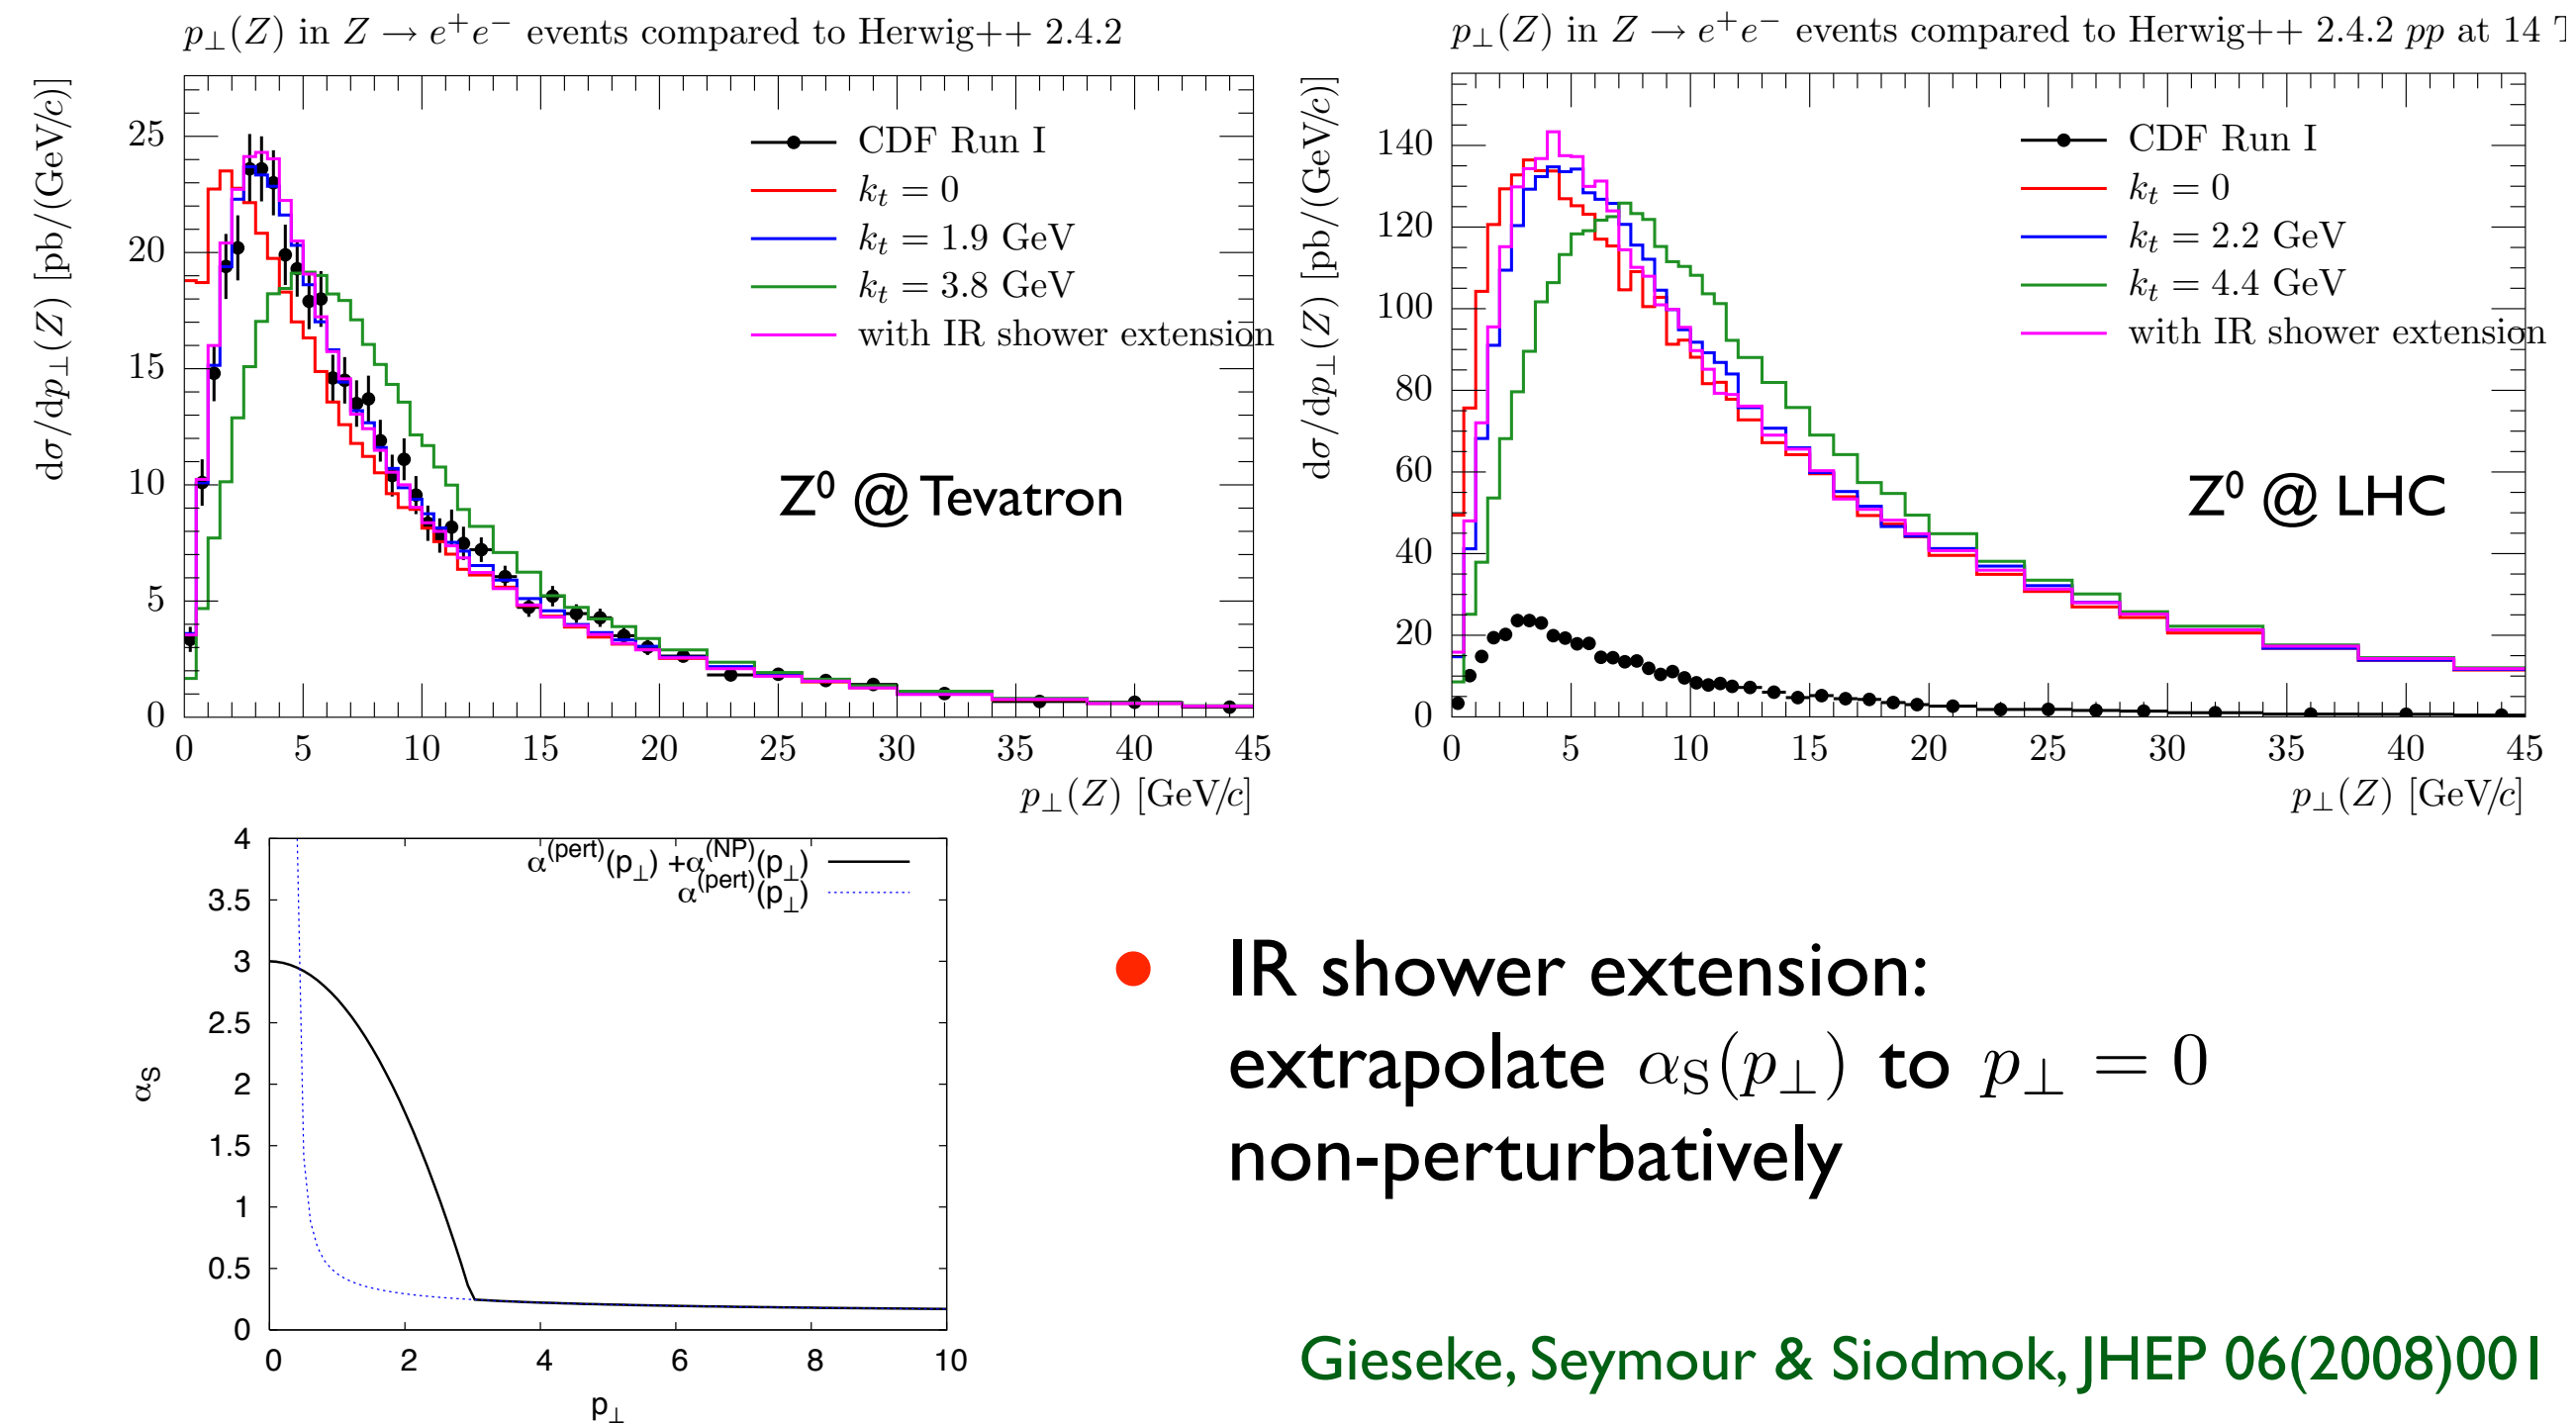 p⊥(Z) in Z → e⁺e⁻ events compared to Herwig++ 2.4.2
dσ/dp⊥(Z) [pb/(GeV/c)]
25
20
15
10
5
0
CDF Run I
kₜ = 0
kₜ = 1.9 GeV
kₜ = 3.8 GeV
with IR shower extension
Z⁰ @ Tevatron
0 5 10 15 20 25 30 35 40 45
p⊥(Z) [GeV/c]
p⊥(Z) in Z → e⁺e⁻ events compared to Herwig++ 2.4.2 pp at 14 T
dσ/dp⊥(Z) [pb/(GeV/c)]
140
120
100
80
60
40
20
0
CDF Run I
kₜ = 0
kₜ = 2.2 GeV
kₜ = 4.4 GeV
with IR shower extension
Z⁰ @ LHC
0 5 10 15 20 25 30 35 40 45
p⊥(Z) [GeV/c]
αS
4
3.5
3
2.5
2
1.5
1
0.5
0
α(pert)(p⊥) +α(NP)(p⊥)
α(pert)(p⊥)
0 2 4 6 8 10
p⊥
• IR shower extension:
extrapolate αS(p⊥) to p⊥ = 0
non-perturbatively
Gieseke, Seymour & Siodmok, JHEP 06(2008)001